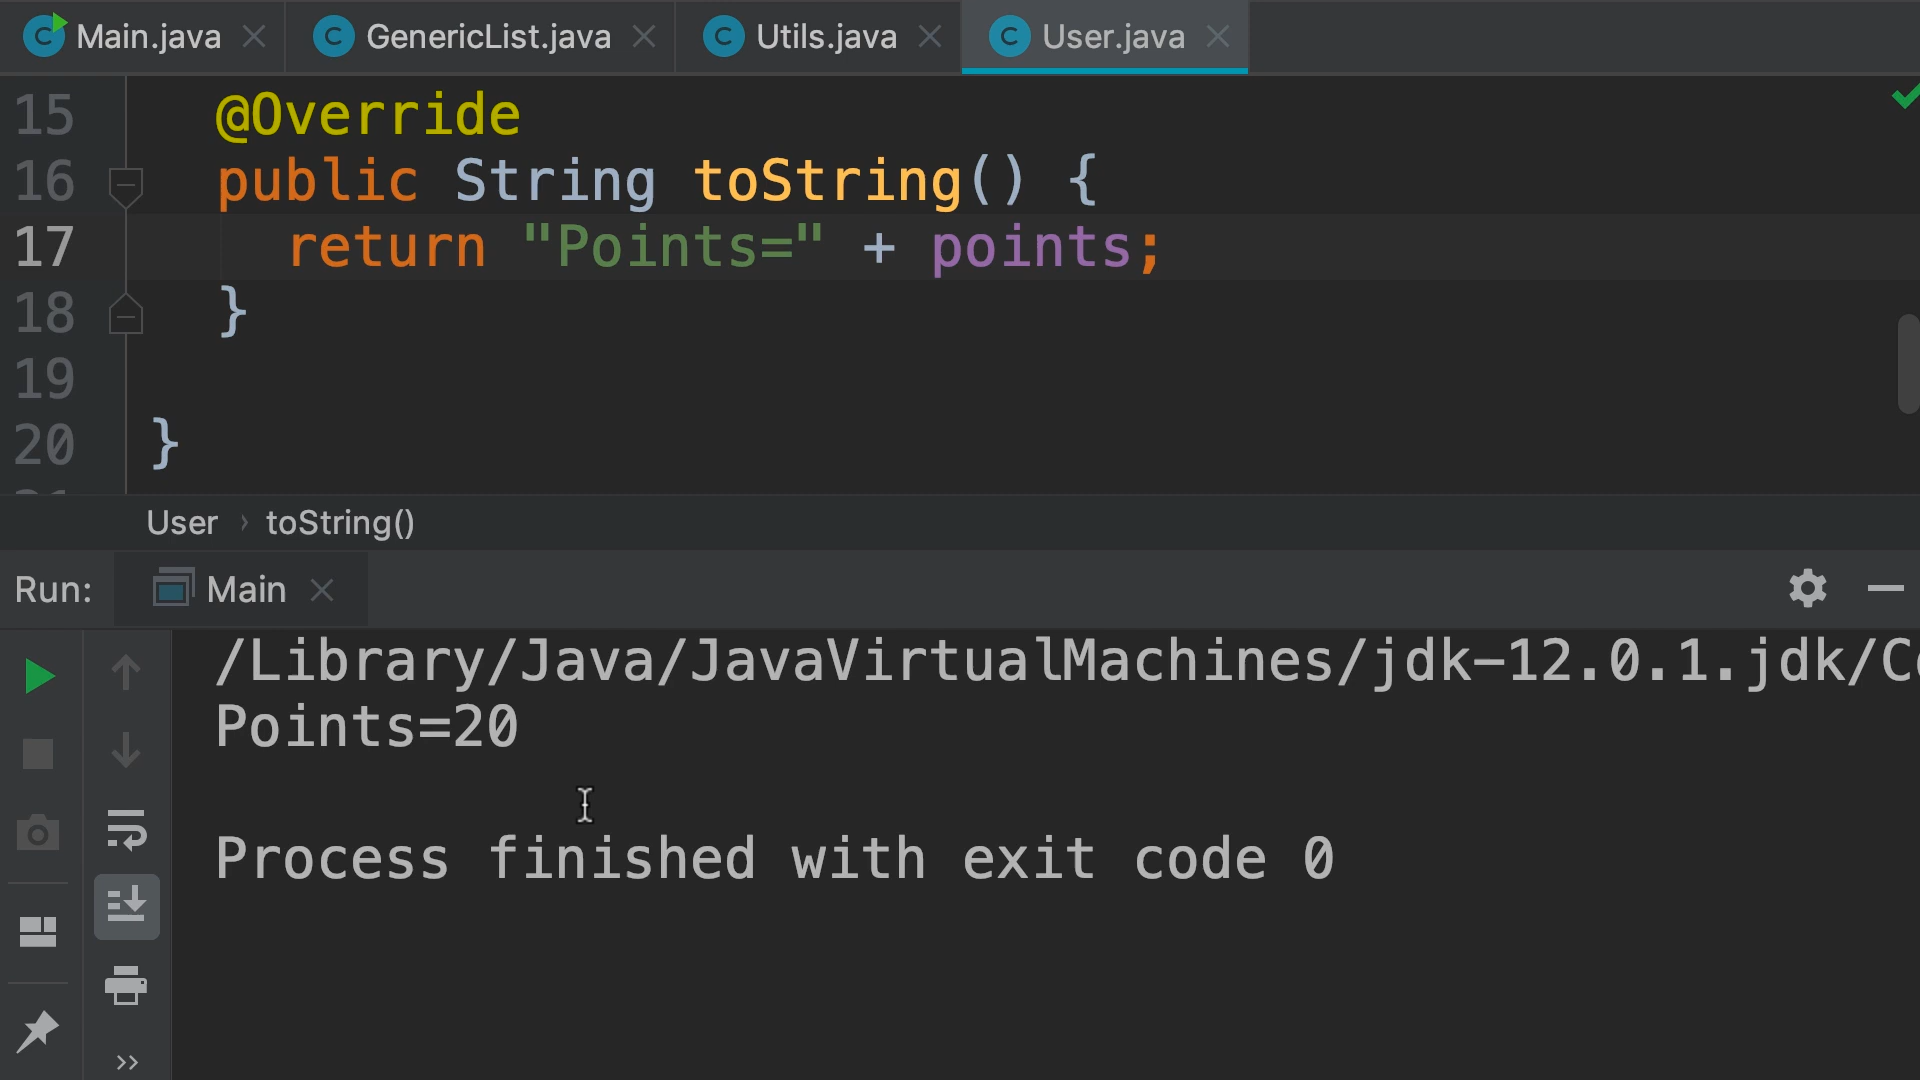 Main.java GenericList.java Utils.java User.java
15 @Override
16 public String toString() {
17 return "Points=" + points;
18 }
19
20 }
User › toString()
Run: Main
/Library/Java/JavaVirtualMachines/jdk-12.0.1.jdk/C
Points=20
Process finished with exit code 0